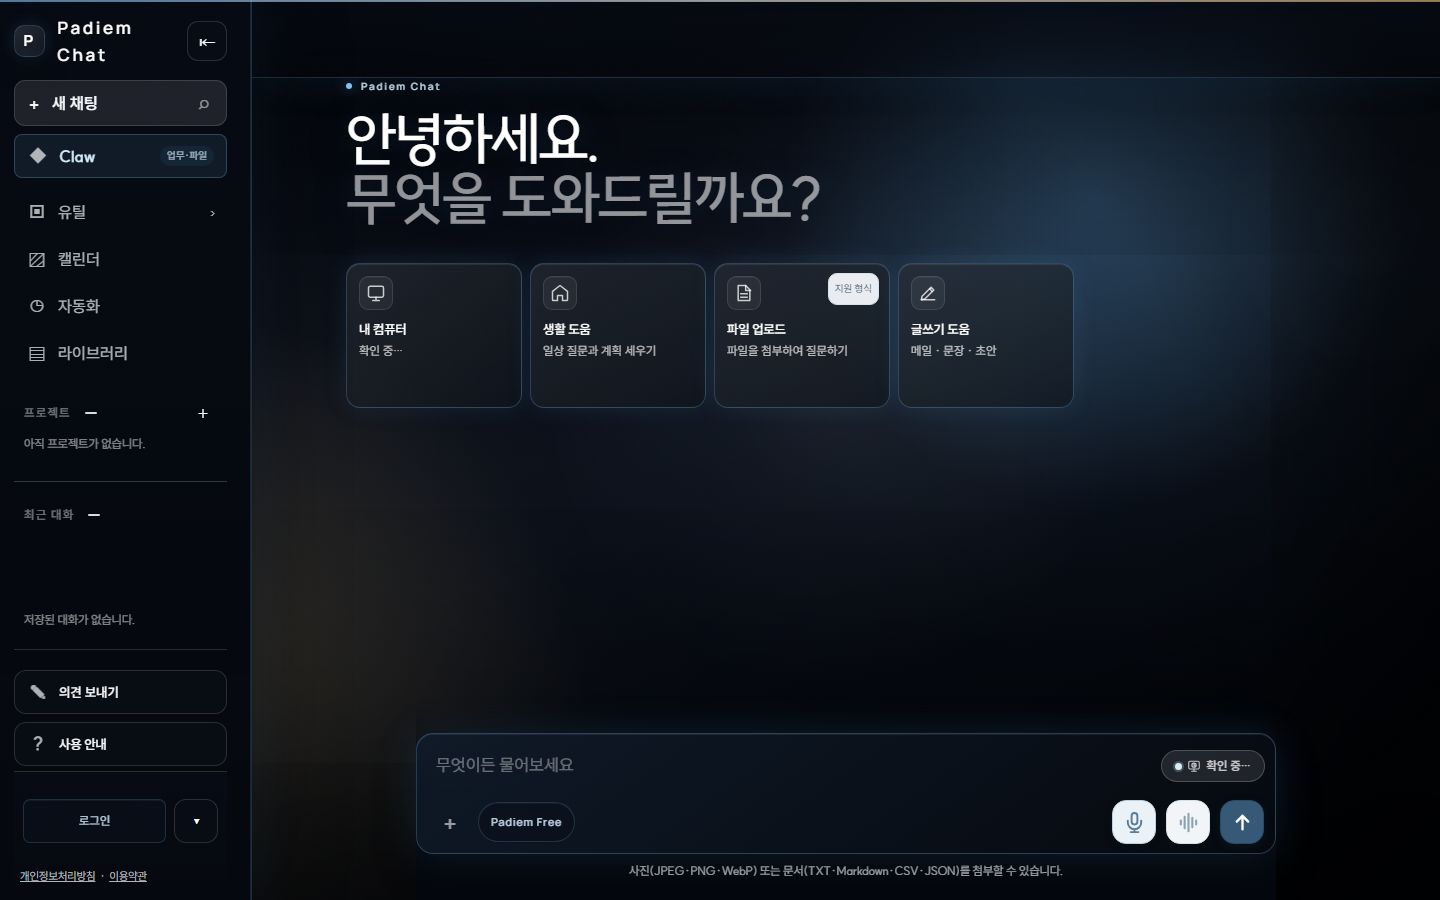 P
Padiem
Chat
+ 새 채팅
Claw
업무·파일
유틸
캘린더
자동화
라이브러리
프로젝트
아직 프로젝트가 없습니다.
최근 대화
저장된 대화가 없습니다.
의견 보내기
? 사용 안내
로그인
개인정보처리방침 · 이용약관
Padiem Chat
안녕하세요.
무엇을 도와드릴까요?
내 컴퓨터
확인 중…
생활 도움
일상 질문과 계획 세우기
지원 형식
파일 업로드
파일을 첨부하여 질문하기
글쓰기 도움
메일 · 문장 · 초안
무엇이든 물어보세요
확인 중…
+
Padiem Free
사진(JPEG·PNG·WebP) 또는 문서(TXT·Markdown·CSV·JSON)를 첨부할 수 있습니다.